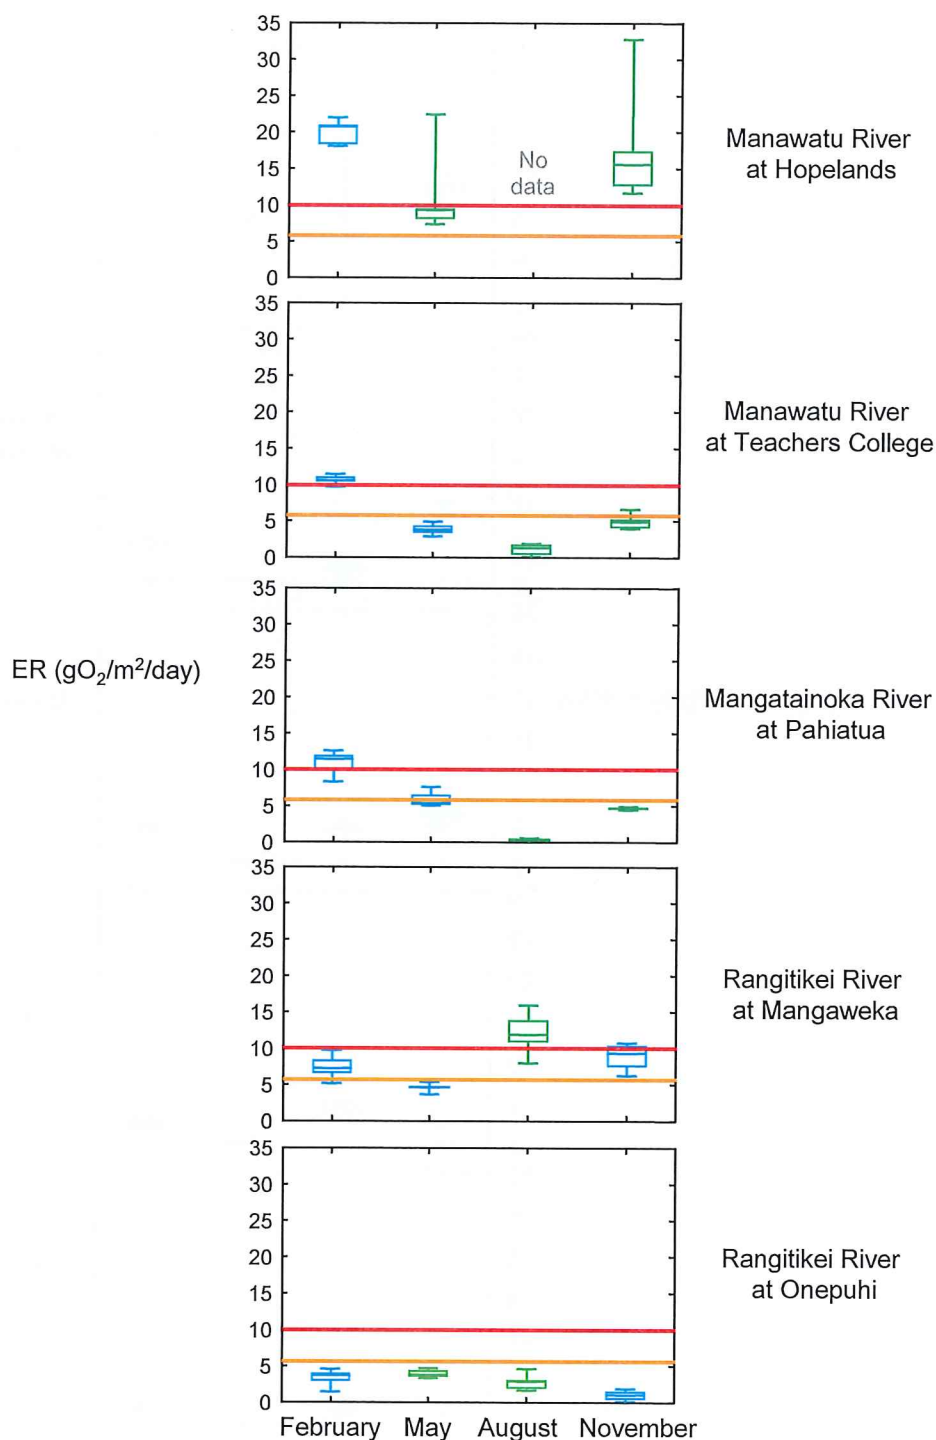 35
30
25
20
15
10
5
0
No
data
Manawatu River
at Hopelands
35
30
25
20
15
10
5
0
Manawatu River
at Teachers College
35
30
25
20
15
10
5
0
ER (gO₂/m²/day)
Mangatainoka River
at Pahiatua
35
30
25
20
15
10
5
0
Rangitikei River
at Mangaweka
35
30
25
20
15
10
5
0
Rangitikei River
at Onepuhi
February May August November